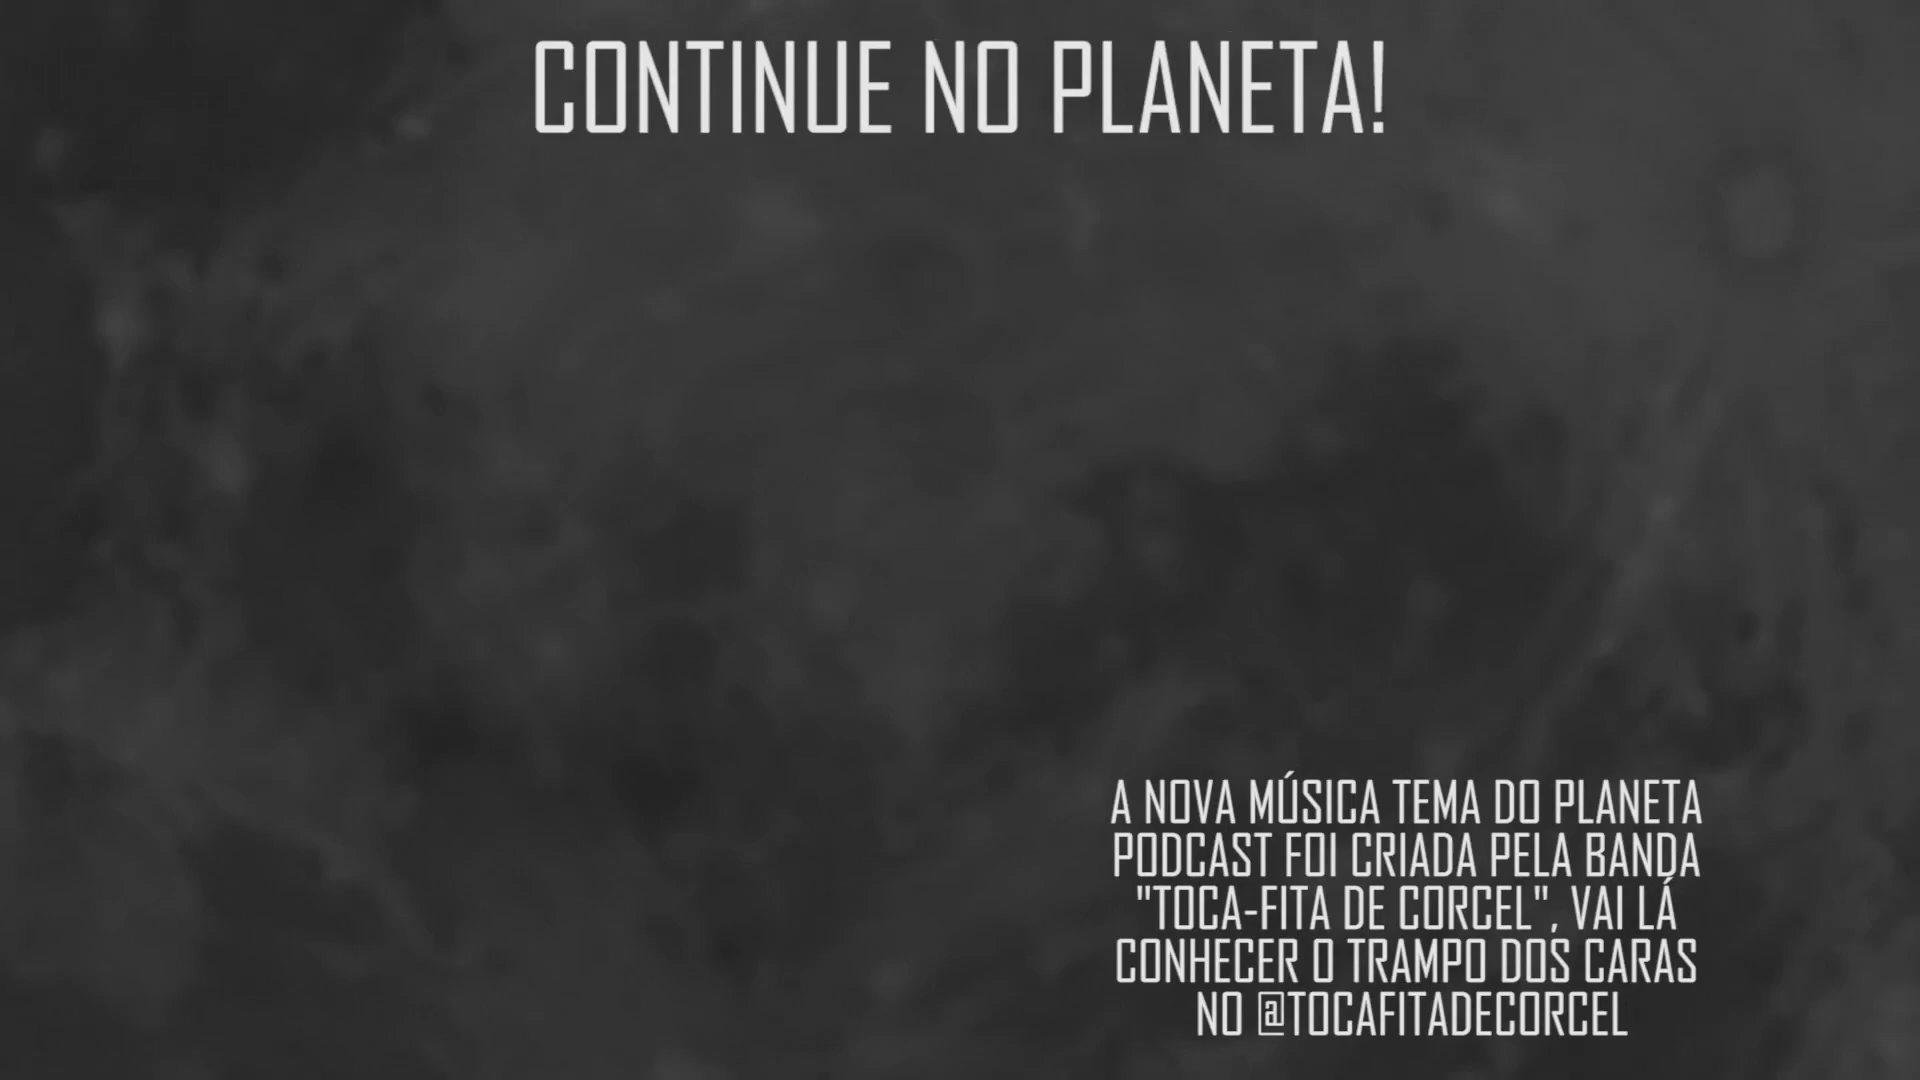 CONTINUE NO PLANETA!
A NOVA MÚSICA TEMA DO PLANETA
PODCAST FOI CRIADA PELA BANDA
"TOCA-FITA DE CORCEL", VAI LÁ
CONHECER O TRAMPO DOS CARAS
NO @TOCAFITADECORCEL